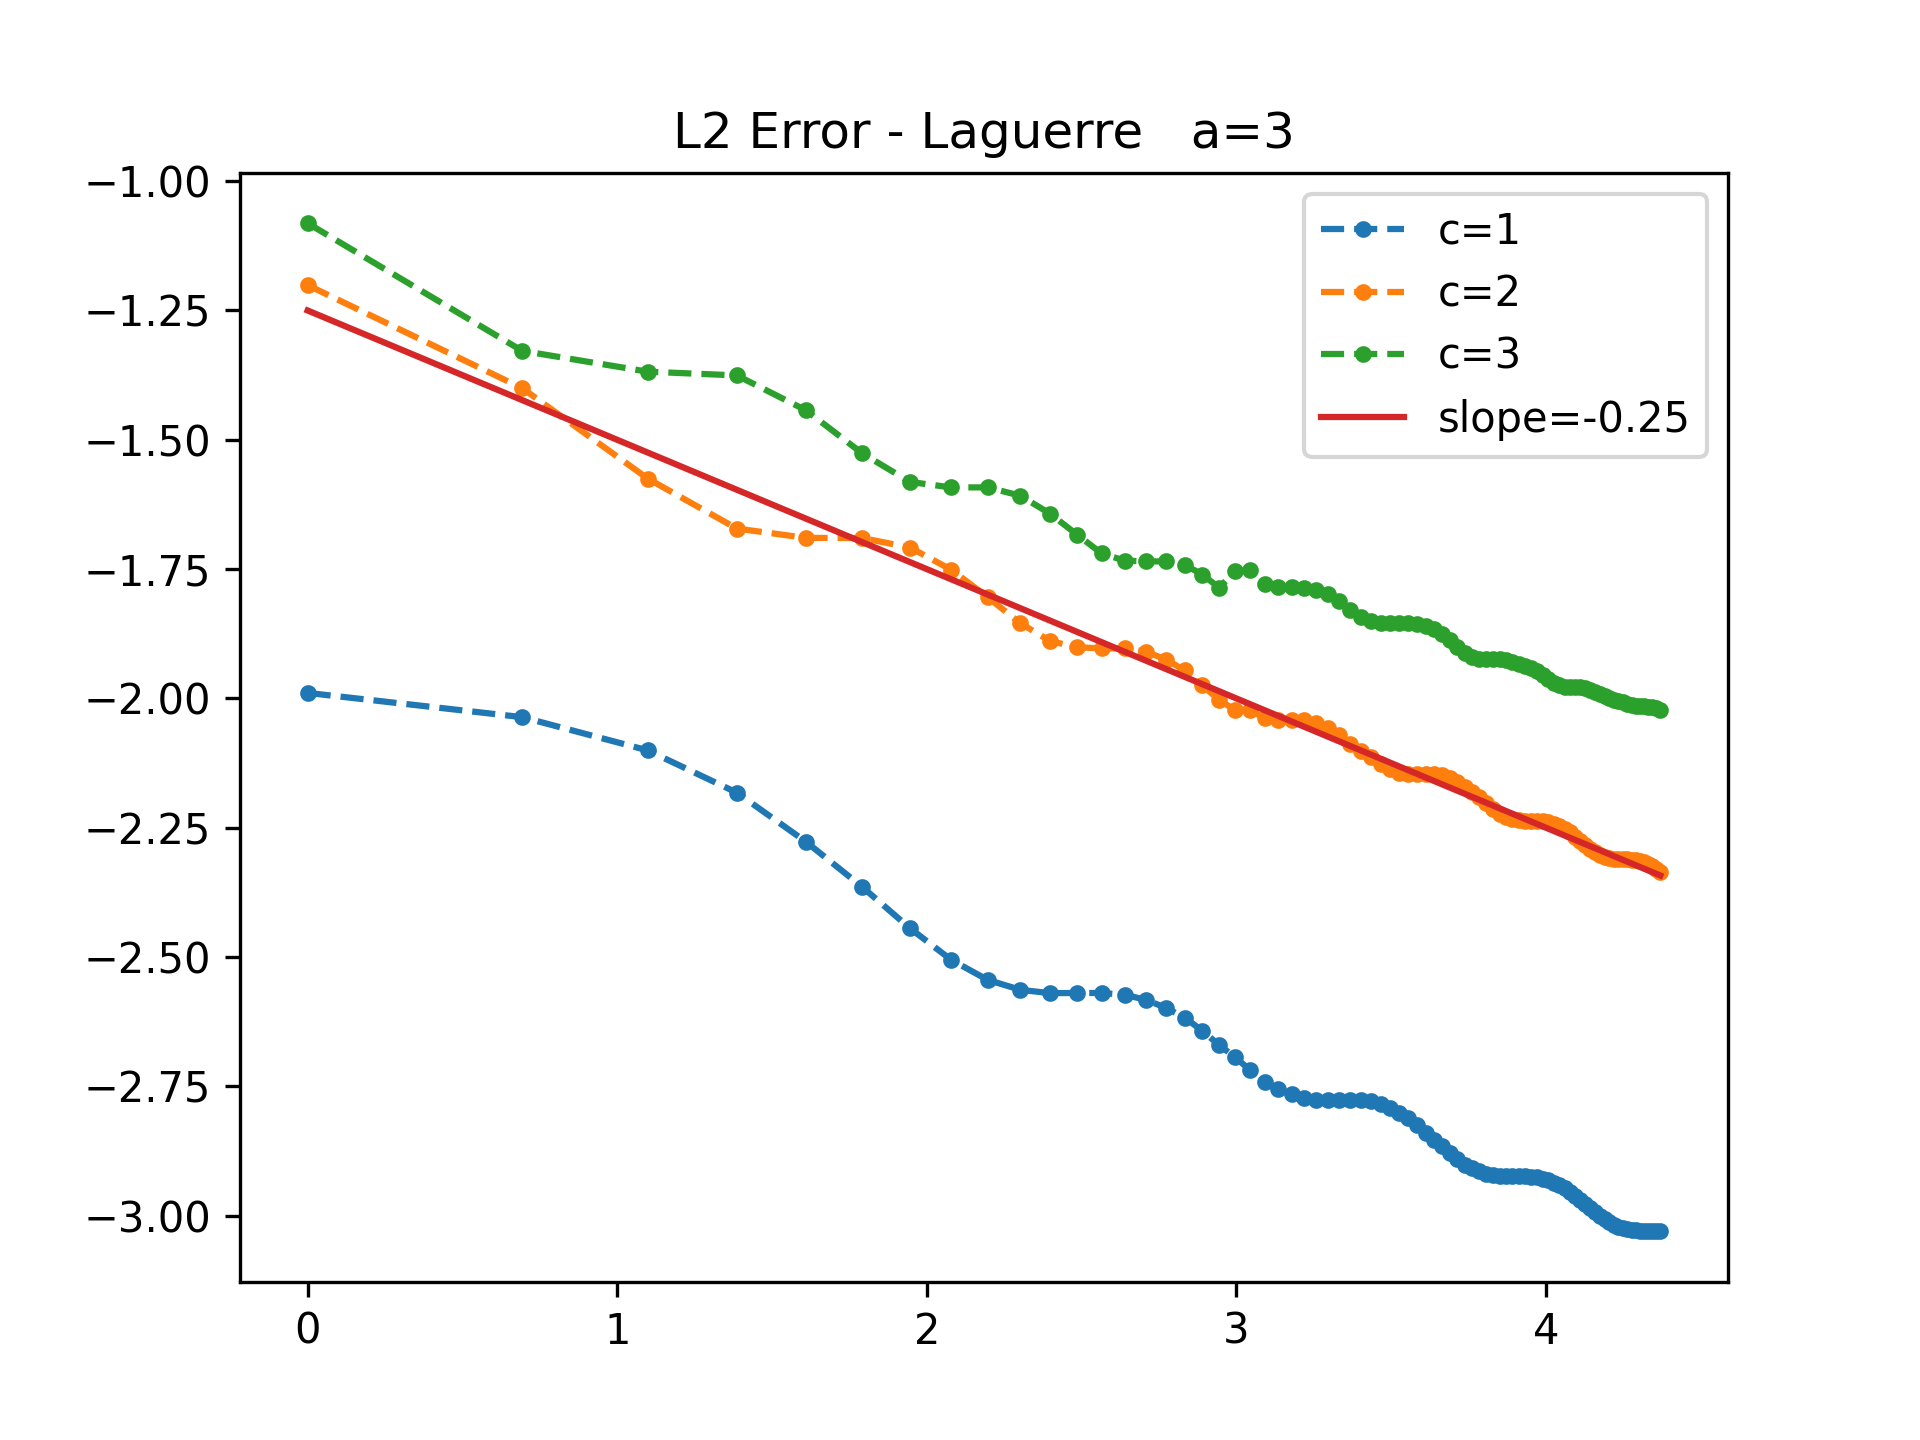 L2 Error - Laguerre   a=3
−1.00
−1.25
−1.50
−1.75
−2.00
−2.25
−2.50
−2.75
−3.00
c=1
c=2
c=3
slope=-0.25
0 1 2 3 4